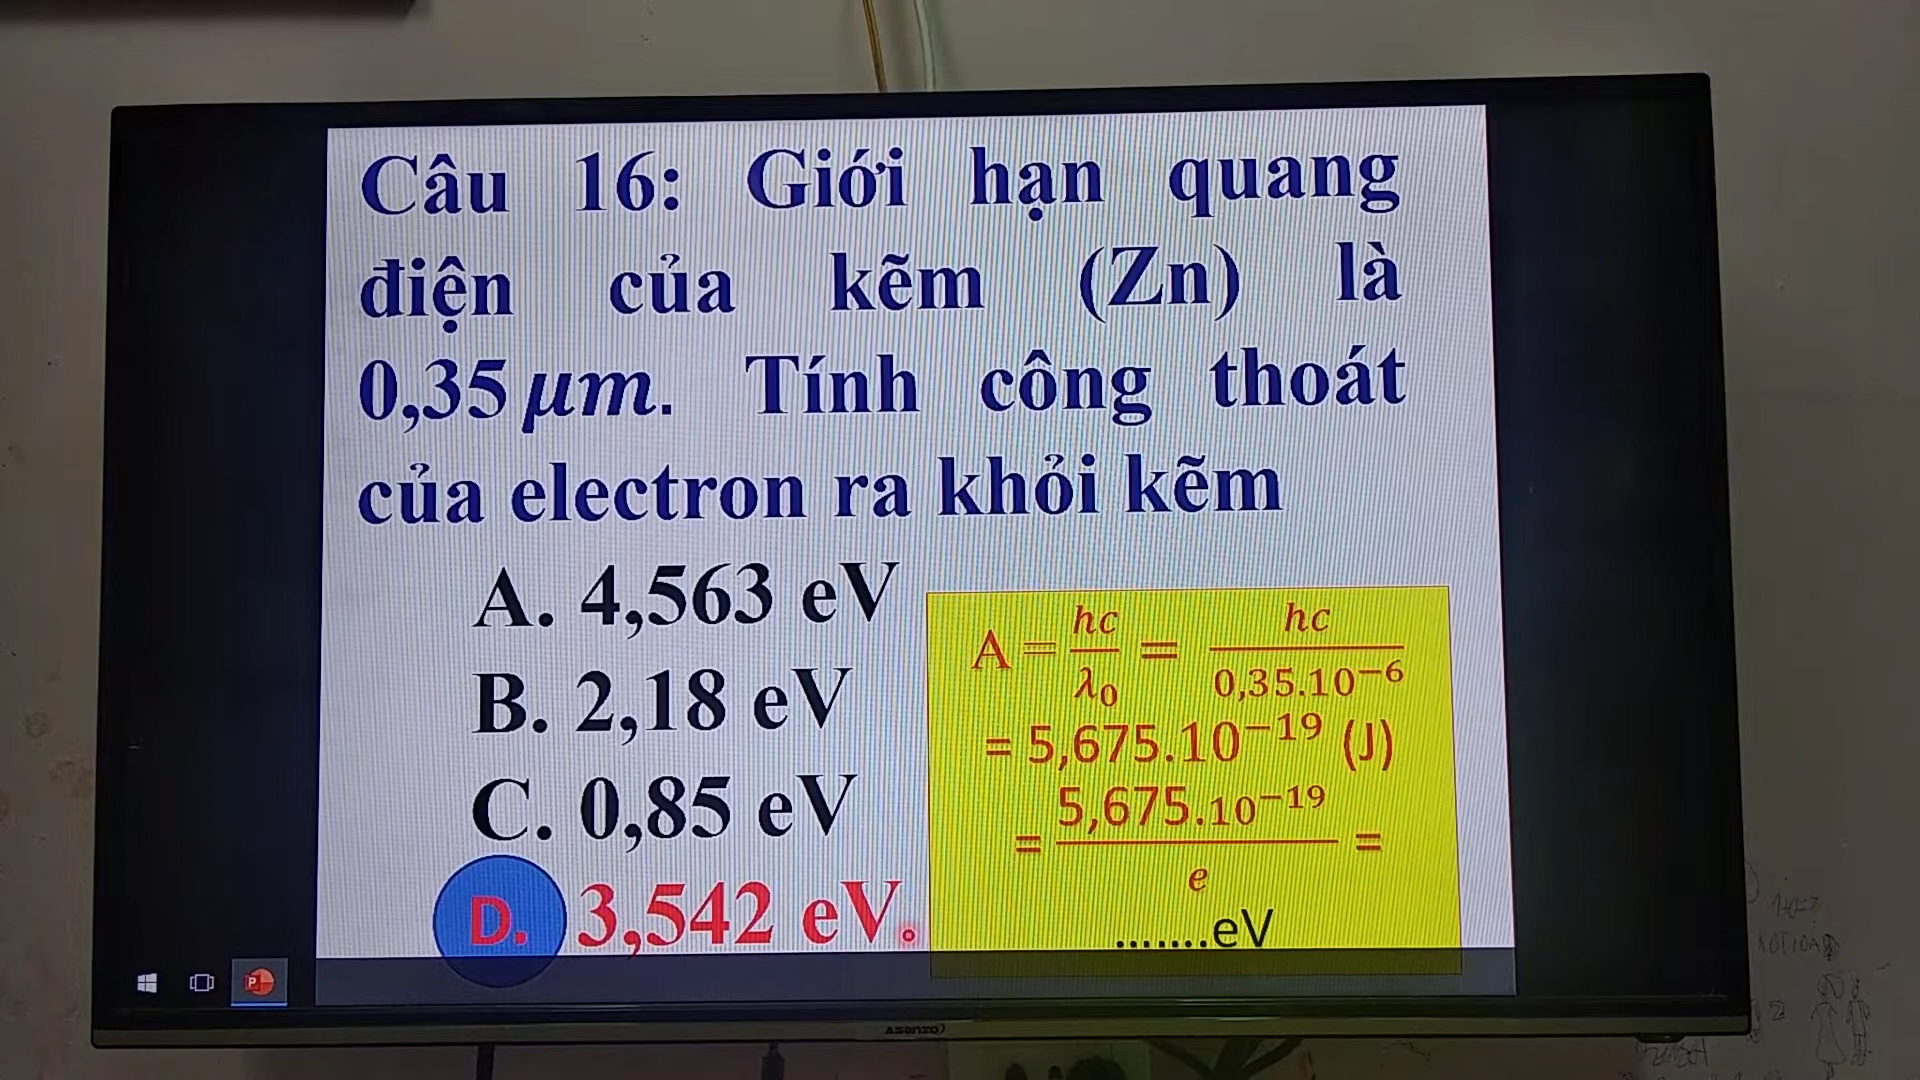 Câu 16: Giới hạn quang
điện của kẽm (Zn) là
0,35 μm. Tính công thoát
của electron ra khỏi kẽm
A. 4,563 eV
B. 2,18 eV
C. 0,85 eV
D. 3,542 eV.
A = hc/λ₀ = hc/0,35.10⁻⁶
= 5,675.10⁻¹⁹ (J)
= 5,675.10⁻¹⁹/e =
.......eV
asanzo